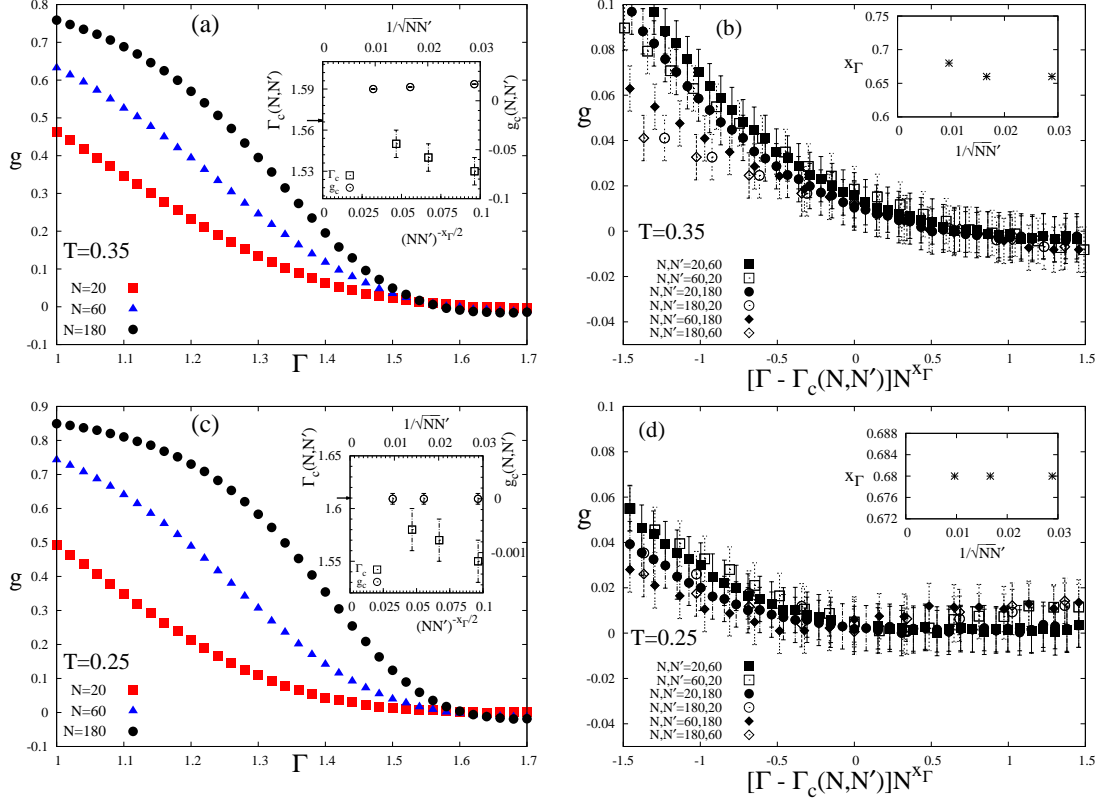 (a)
0.8
0.7
0.6
0.5
0.4
0.3
0.2
0.1
0
-0.1
g
1 1.1 1.2 1.3 1.4 1.5 1.6 1.7
Γ
T=0.35
N=20
N=60
N=180
1/√NN′
0.01 0.02 0.03
Γc(N,N′)
1.59
1.56
1.53
gc(N,N′)
0
-0.05
-0.1
Γc
gc
0 0.025 0.05 0.075 0.1
(NN′)^-xΓ/2
(b)
0.1
0.08
0.06
0.04
0.02
0
-0.02
-0.04
g
-1.5 -1 -0.5 0 0.5 1 1.5
[Γ - Γc(N,N′)]N^xΓ
T=0.35
N,N′=20,60
N,N′=60,20
N,N′=20,180
N,N′=180,20
N,N′=60,180
N,N′=180,60
xΓ
0.75
0.7
0.65
0.6
0 0.01 0.02 0.03
1/√NN′
(c)
0.9
0.8
0.7
0.6
0.5
0.4
0.3
0.2
0.1
0
-0.1
g
1 1.1 1.2 1.3 1.4 1.5 1.6 1.7
Γ
T=0.25
N=20
N=60
N=180
1/√NN′
0 0.01 0.02 0.03
Γc(N,N′)
1.65
1.6
1.55
gc(N,N′)
0
-0.001
Γc
gc
0 0.025 0.05 0.075 0.1
(NN′)^-xΓ/2
(d)
0.1
0.08
0.06
0.04
0.02
0
-0.02
-0.04
g
-1.5 -1 -0.5 0 0.5 1 1.5
[Γ - Γc(N,N′)]N^xΓ
T=0.25
N,N′=20,60
N,N′=60,20
N,N′=20,180
N,N′=180,20
N,N′=60,180
N,N′=180,60
xΓ
0.688
0.684
0.68
0.676
0.672
0 0.01 0.02 0.03
1/√NN′